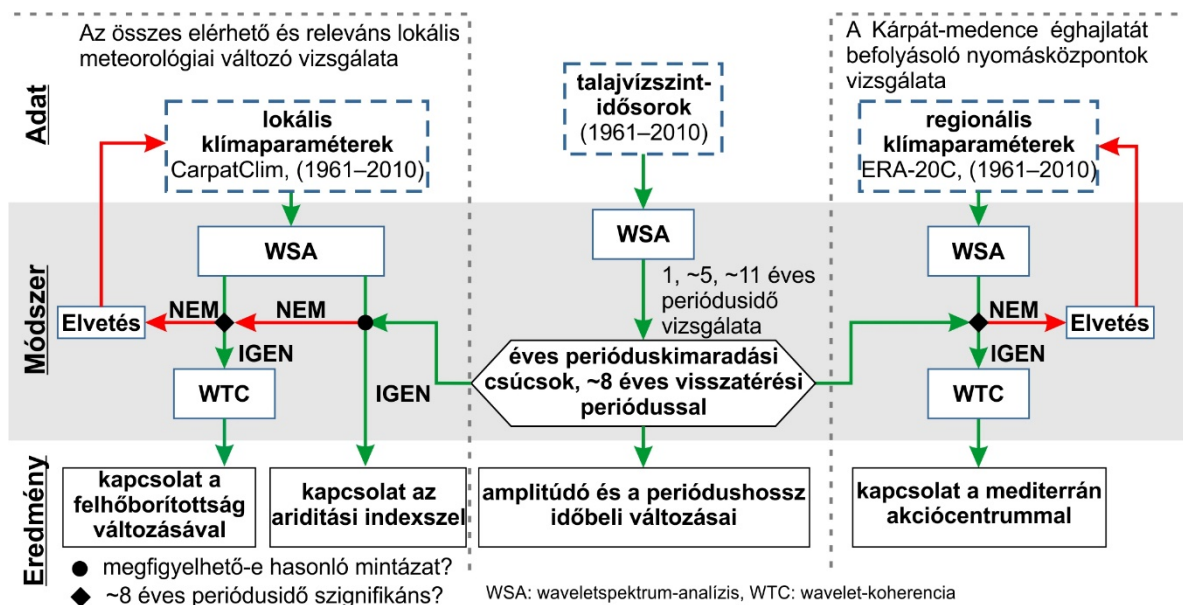 Az összes elérhető és releváns lokális
meteorológiai változó vizsgálata
A Kárpát-medence éghajlatát
befolyásoló nyomásközpontok
vizsgálata
Adat
lokális
klímaparaméterek
CarpatClim, (1961–2010)
talajvízszint-
idősorok
(1961–2010)
regionális
klímaparaméterek
ERA-20C, (1961–2010)
Módszer
WSA
WSA
WSA
1, ~5, ~11 éves
periódusidő
vizsgálata
Elvetés
NEM
NEM
NEM
Elvetés
IGEN
IGEN
IGEN
WTC
WTC
éves perióduskimaradási
csúcsok, ~8 éves visszatérési
periódussal
Eredmény
kapcsolat a
felhőborítottság
változásával
kapcsolat az
ariditási indexszel
amplitúdó és a periódushossz
időbeli változásai
kapcsolat a mediterrán
akciócentrummal
megfigyelhető-e hasonló mintázat?
~8 éves periódusidő szignifikáns?
WSA: waveletspektrum-analízis, WTC: wavelet-koherencia